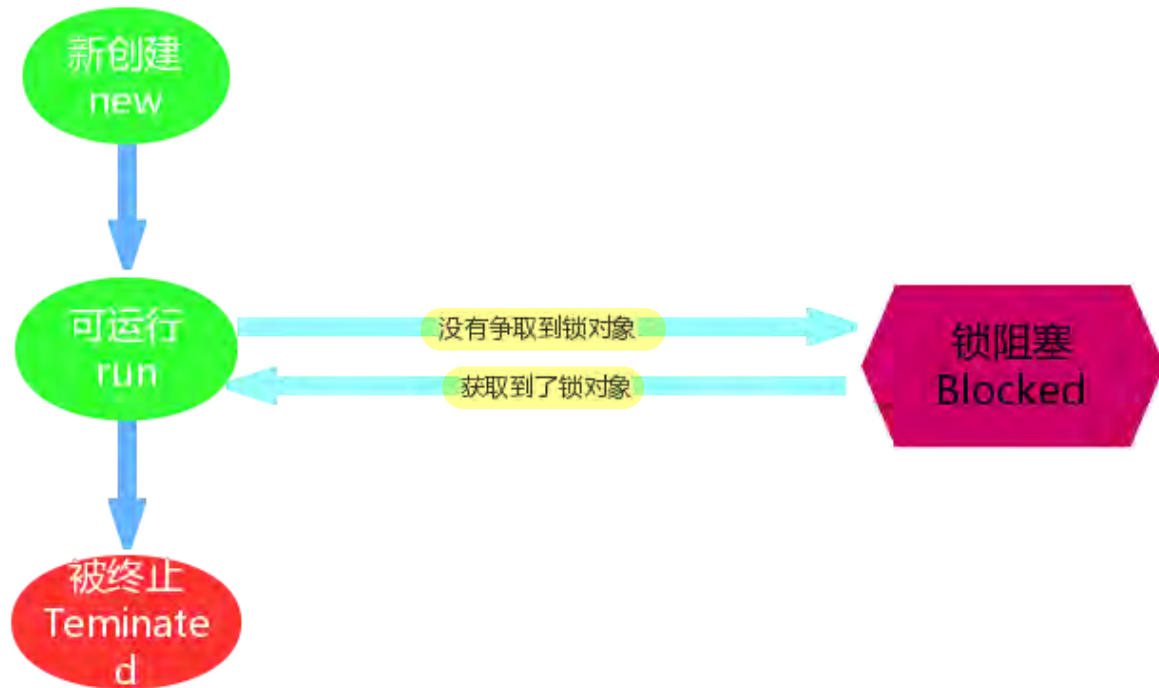 新创建
new
可运行
run
没有争取到锁对象
获取到了锁对象
锁阻塞
Blocked
被终止
Teminate
d